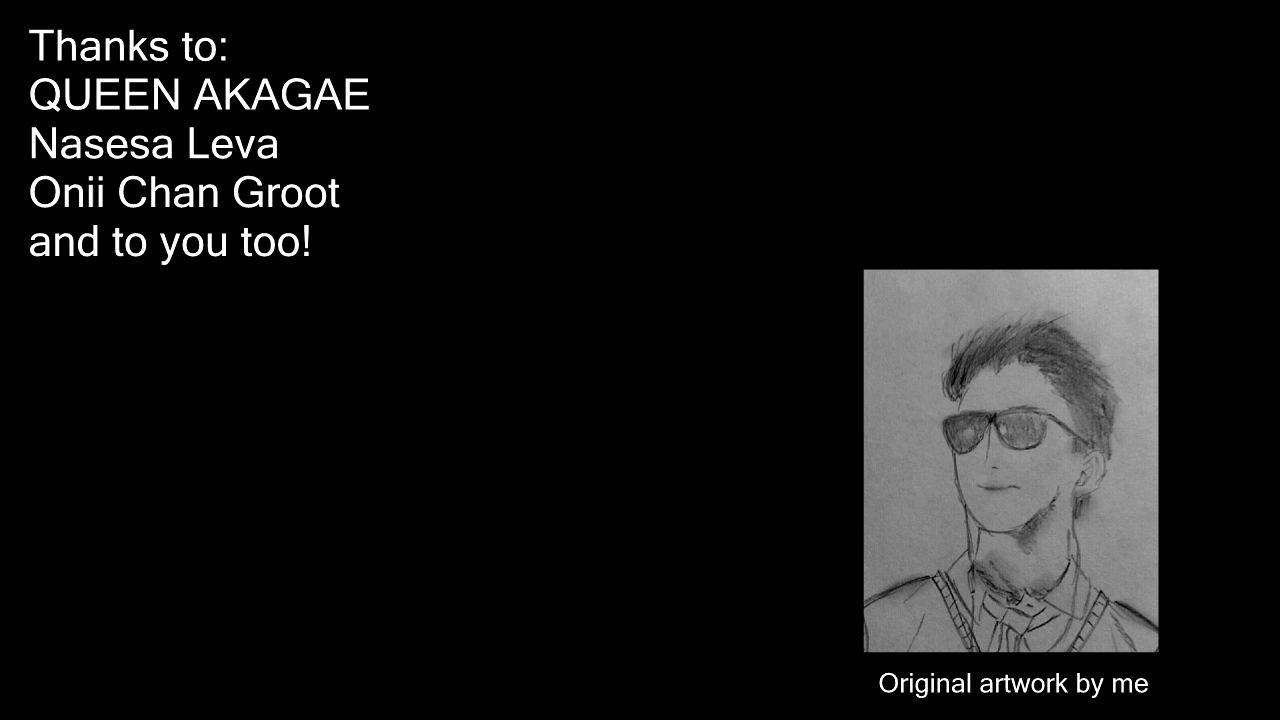 Thanks to:
QUEEN AKAGAE
Nasesa Leva
Onii Chan Groot
and to you too!
Original artwork by me